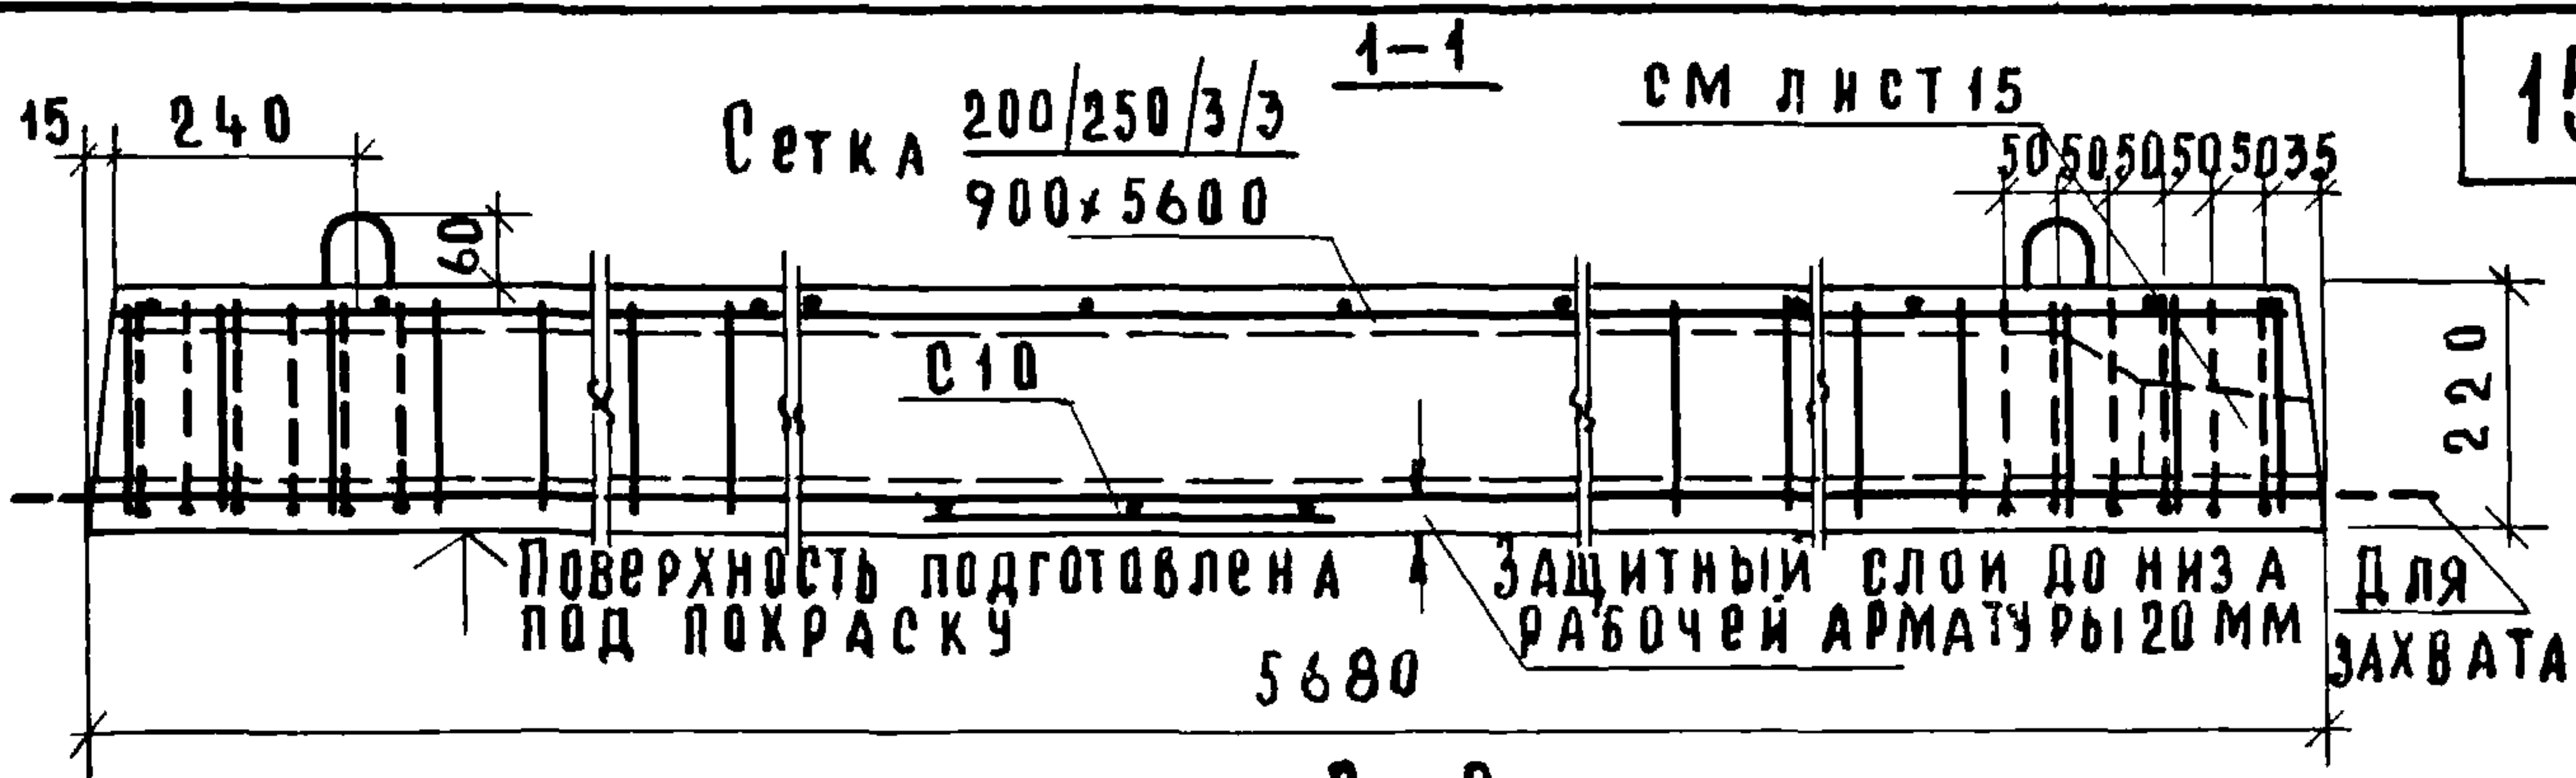 1-1
15
15 240
Сетка 200/250/3/3
900×5600
см лист 15
50 50 50 50 50 35
60
С10
220
Поверхность подготовлена
под покраску
Защитный слой до низа
рабочей арматуры 20 мм
Для
захвата
5680